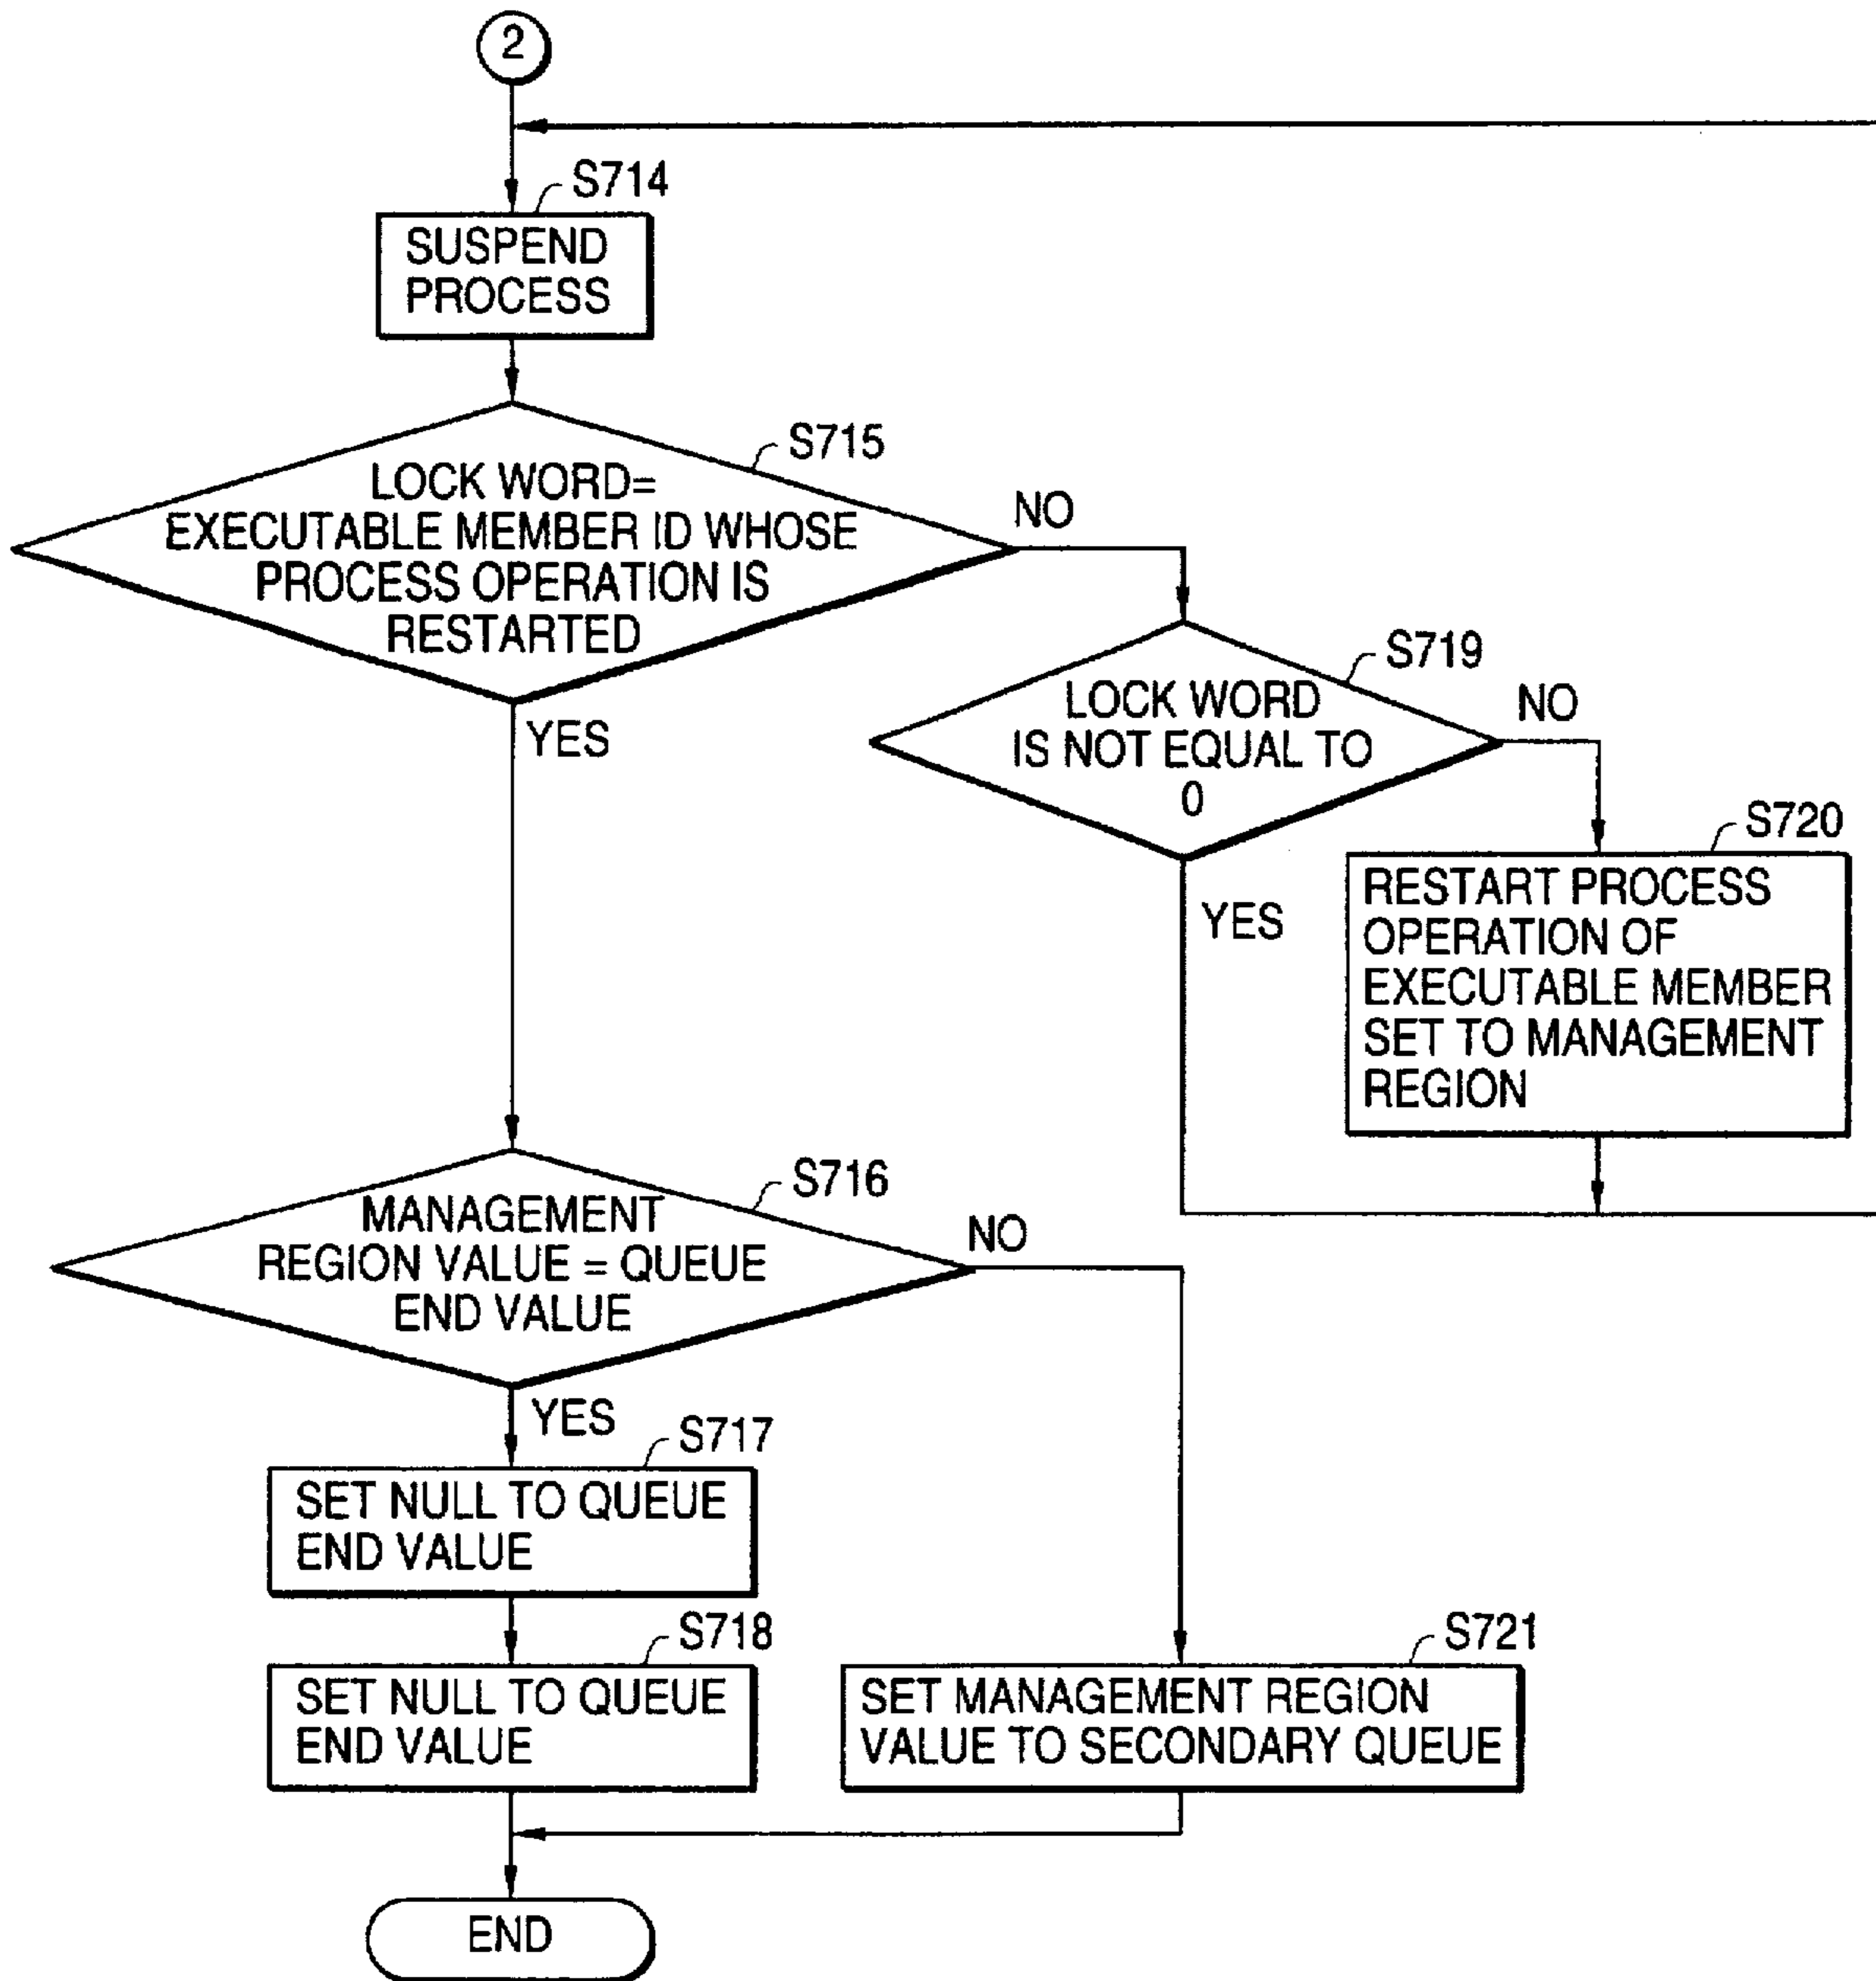 2
S714
SUSPEND
PROCESS
S715
LOCK WORD=
EXECUTABLE MEMBER ID WHOSE
PROCESS OPERATION IS
RESTARTED
NO
YES
S719
LOCK WORD
IS NOT EQUAL TO
0
NO
YES
S720
RESTART PROCESS
OPERATION OF
EXECUTABLE MEMBER
SET TO MANAGEMENT
REGION
S716
MANAGEMENT
REGION VALUE = QUEUE
END VALUE
NO
YES
S717
SET NULL TO QUEUE
END VALUE
S718
SET NULL TO QUEUE
END VALUE
S721
SET MANAGEMENT REGION
VALUE TO SECONDARY QUEUE
END